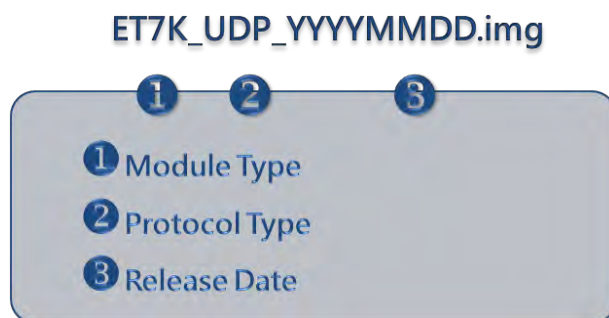 ET7K_UDP_YYYYMMDD.img
1 2 3
1 Module Type
2 Protocol Type
3 Release Date